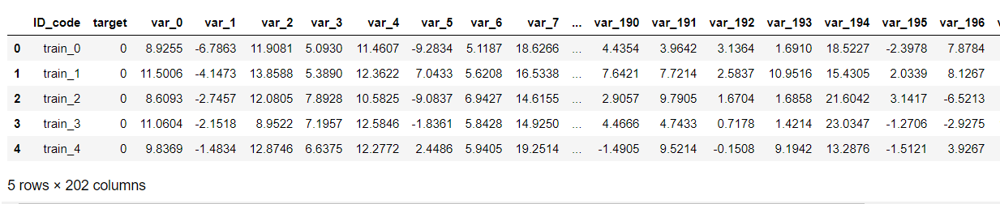 ID_code target var_0 var_1 var_2 var_3 var_4 var_5 var_6 var_7 ... var_190 var_191 var_192 var_193 var_194 var_195 var_196
0 train_0 0 8.9255 -6.7863 11.9081 5.0930 11.4607 -9.2834 5.1187 18.6266 ... 4.4354 3.9642 3.1364 1.6910 18.5227 -2.3978 7.8784
1 train_1 0 11.5006 -4.1473 13.8588 5.3890 12.3622 7.0433 5.6208 16.5338 ... 7.6421 7.7214 2.5837 10.9516 15.4305 2.0339 8.1267
2 train_2 0 8.6093 -2.7457 12.0805 7.8928 10.5825 -9.0837 6.9427 14.6155 ... 2.9057 9.7905 1.6704 1.6858 21.6042 3.1417 -6.5213
3 train_3 0 11.0604 -2.1518 8.9522 7.1957 12.5846 -1.8361 5.8428 14.9250 ... 4.4666 4.7433 0.7178 1.4214 23.0347 -1.2706 -2.9275
4 train_4 0 9.8369 -1.4834 12.8746 6.6375 12.2772 2.4486 5.9405 19.2514 ... -1.4905 9.5214 -0.1508 9.1942 13.2876 -1.5121 3.9267
5 rows × 202 columns